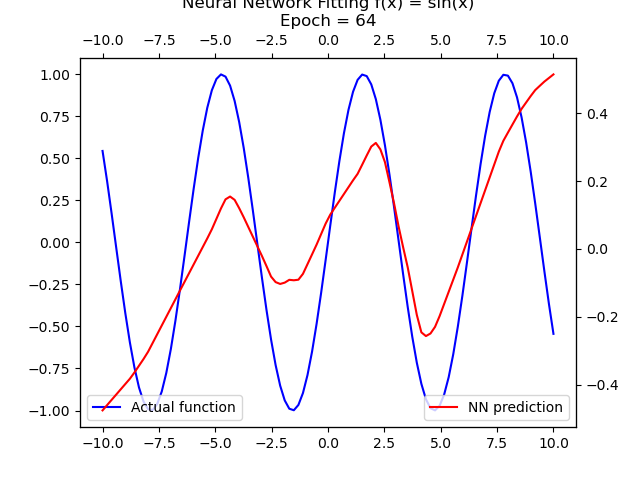 Neural Network Fitting f(x) = sin(x)
Epoch = 64
−10.0 −7.5 −5.0 −2.5 0.0 2.5 5.0 7.5 10.0
1.00
0.75
0.50
0.25
0.00
−0.25
−0.50
−0.75
−1.00
0.4
0.2
0.0
−0.2
−0.4
Actual function
NN prediction
−10.0 −7.5 −5.0 −2.5 0.0 2.5 5.0 7.5 10.0